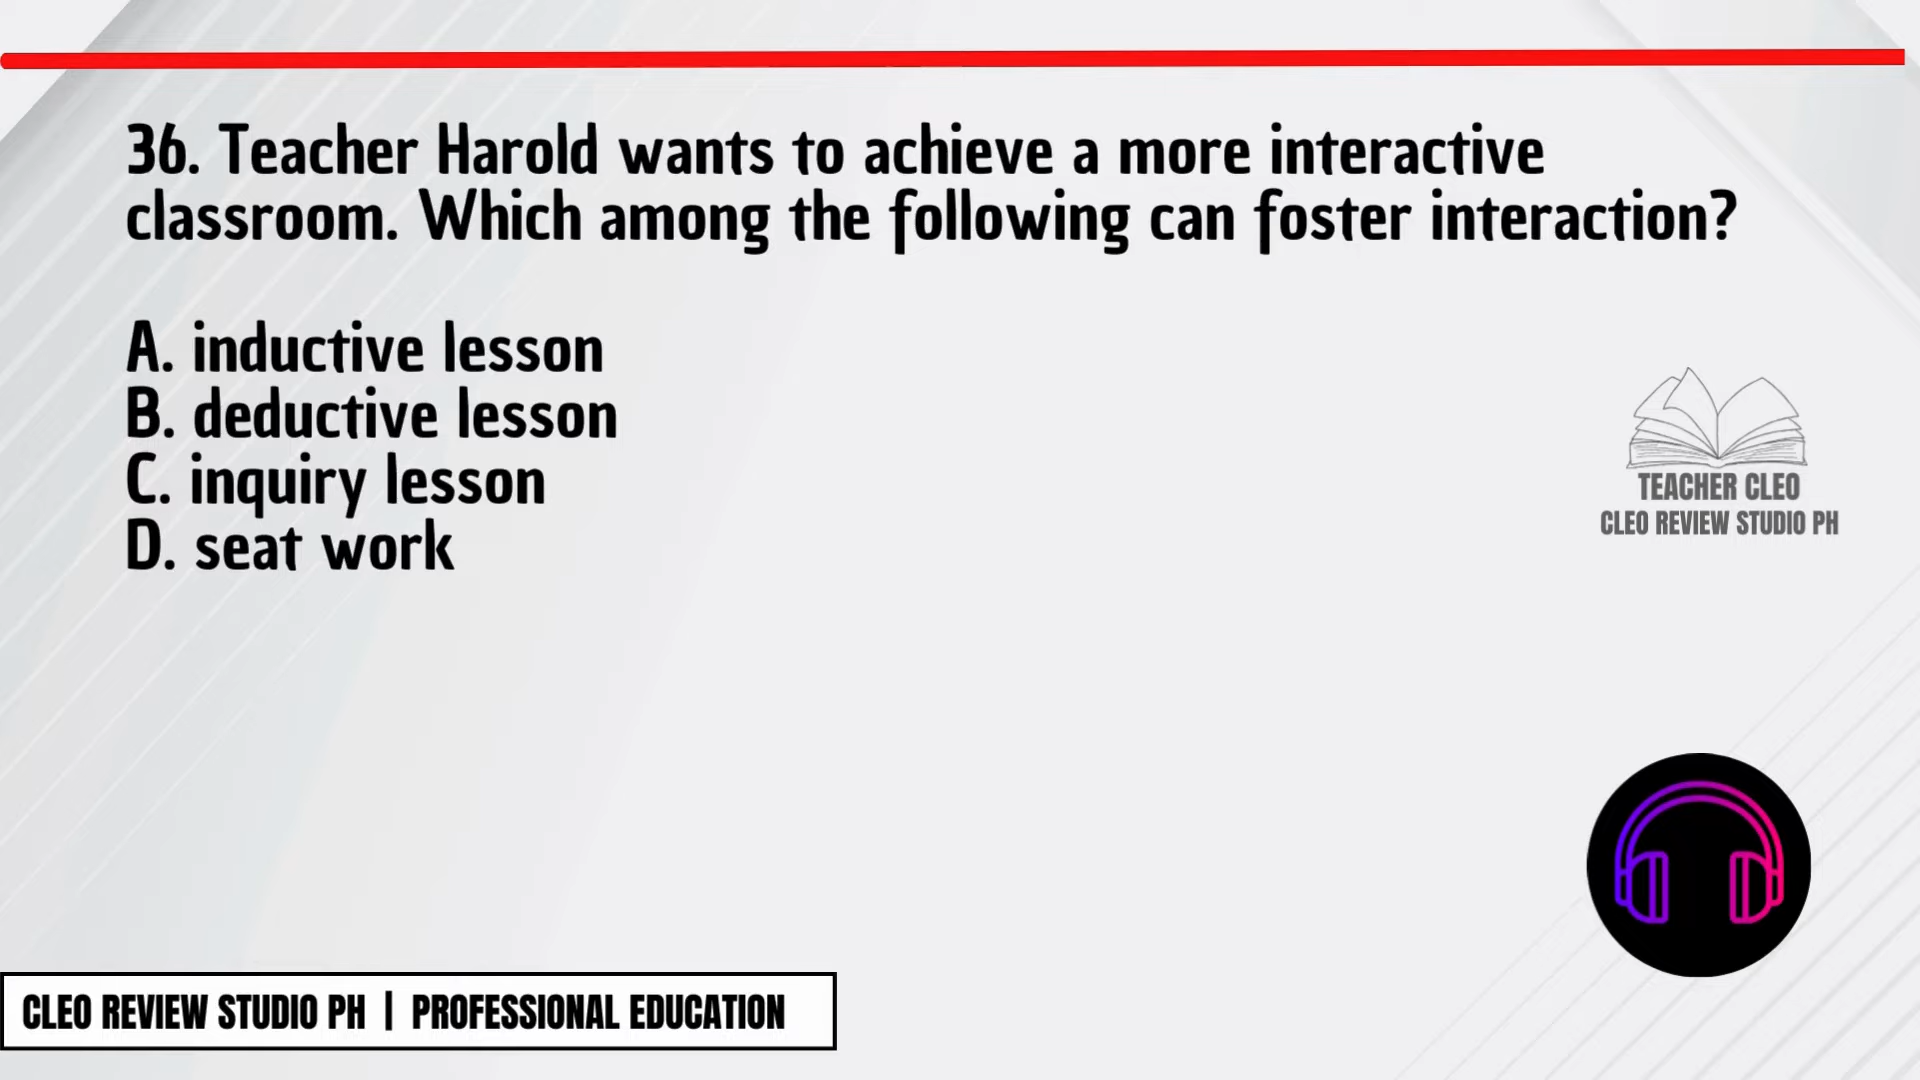 36. Teacher Harold wants to achieve a more interactive
classroom. Which among the following can foster interaction?
A. inductive lesson
B. deductive lesson
C. inquiry lesson
D. seat work
TEACHER CLEO
CLEO REVIEW STUDIO PH
CLEO REVIEW STUDIO PH | PROFESSIONAL EDUCATION